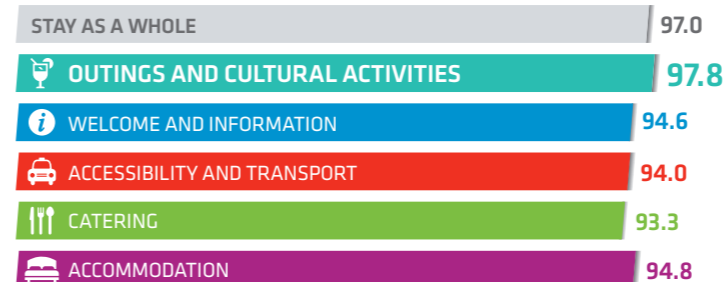 STAY AS A WHOLE 97.0
OUTINGS AND CULTURAL ACTIVITIES 97.8
i WELCOME AND INFORMATION 94.6
ACCESSIBILITY AND TRANSPORT 94.0
CATERING 93.3
ACCOMMODATION 94.8